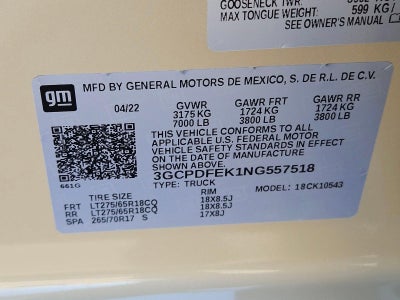 GOOSENECK TWR:
MAX TONGUE WEIGHT: 599 KG/
SEE OWNER'S MANUAL
gm
MFD BY GENERAL MOTORS DE MEXICO, S. DE R.L. DE C.V.
04/22 GVWR GAWR FRT GAWR RR
3175 KG 1724 KG 1724 KG
7000 LB 3800 LB 3800 LB
THIS VEHICLE CONFORMS TO ALL
APPLICABLE U.S. FEDERAL MOTOR
VEHICLE SAFETY STANDARDS IN
EFFECT ON THE DATE OF MANUFACTURE
SHOWN ABOVE.
3GCPDFEK1NG557518
TYPE: TRUCK MODEL: 18CK10543
661G
TIRE SIZE RIM
FRT LT275/65R18CQ 18X8.5J
RR LT275/65R18CQ 18X8.5J
SP 265/70R17 S 17X8J